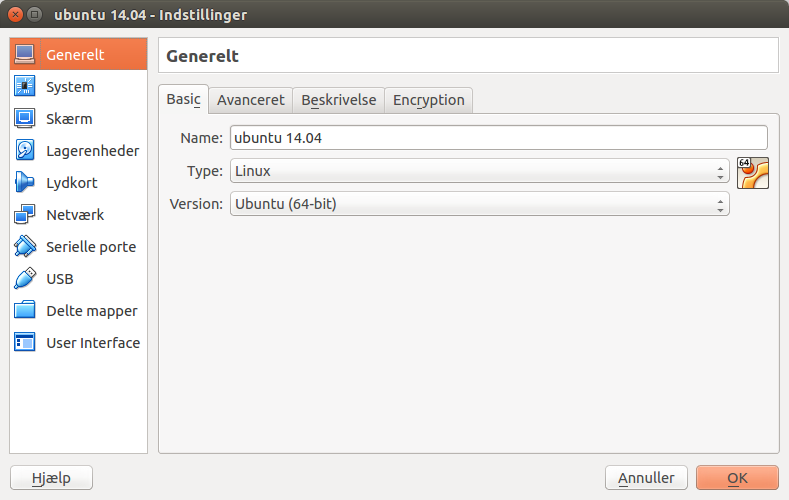 ubuntu 14.04 - Indstillinger
Generelt
System
Skærm
Lagerenheder
Lydkort
Netværk
Serielle porte
USB
Delte mapper
User Interface
Generelt
Basic Avanceret Beskrivelse Encryption
Name: ubuntu 14.04
Type: Linux 64
Version: Ubuntu (64-bit)
Hjælp Annuller OK